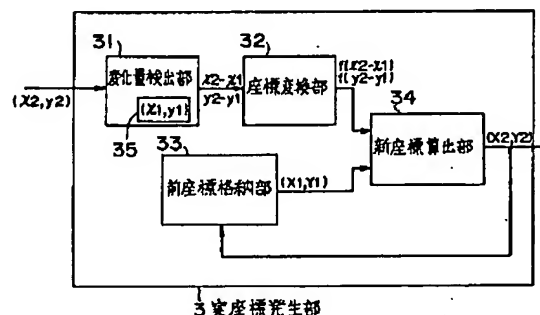 31
32
変化量検出部
(x1,y1)
35
(x2,y2)
x2-x1
y2-y1
座標変換部
f(x2-x1)
f(y2-y1)
34
新座標算出部
(X2,Y2)
33
前座標格納部
(X1,Y1)
3 座標発生部